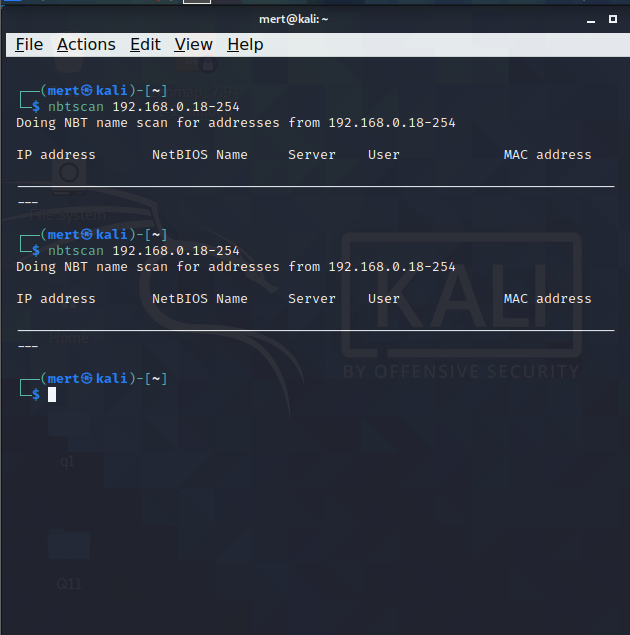 mert@kali: ~
File Actions Edit View Help
┌──(mert㉿kali)-[~]
└─$ nbtscan 192.168.0.18-254
Doing NBT name scan for addresses from 192.168.0.18-254
IP address NetBIOS Name Server User MAC address
---
File System
┌──(mert㉿kali)-[~]
└─$ nbtscan 192.168.0.18-254
Doing NBT name scan for addresses from 192.168.0.18-254
IP address NetBIOS Name Server User MAC address
KALI
Home
---
BY OFFENSIVE SECURITY
┌──(mert㉿kali)-[~]
└─$
q1